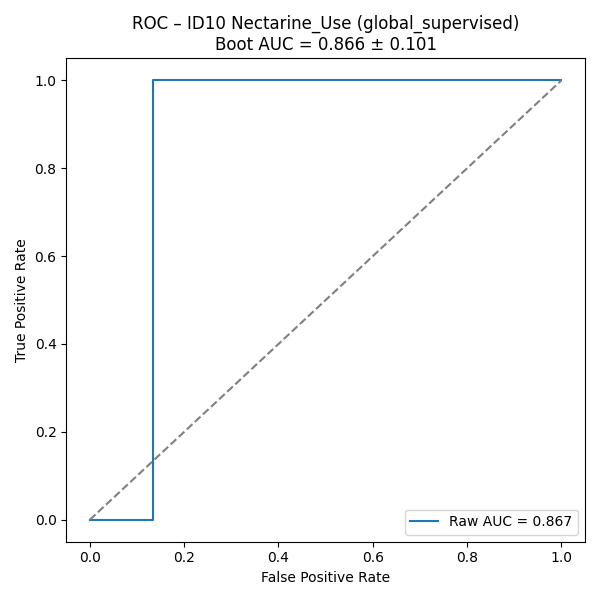 ROC – ID10 Nectarine_Use (global_supervised)
Boot AUC = 0.866 ± 0.101
True Positive Rate
1.0
0.8
0.6
0.4
0.2
0.0
Raw AUC = 0.867
0.0 0.2 0.4 0.6 0.8 1.0
False Positive Rate